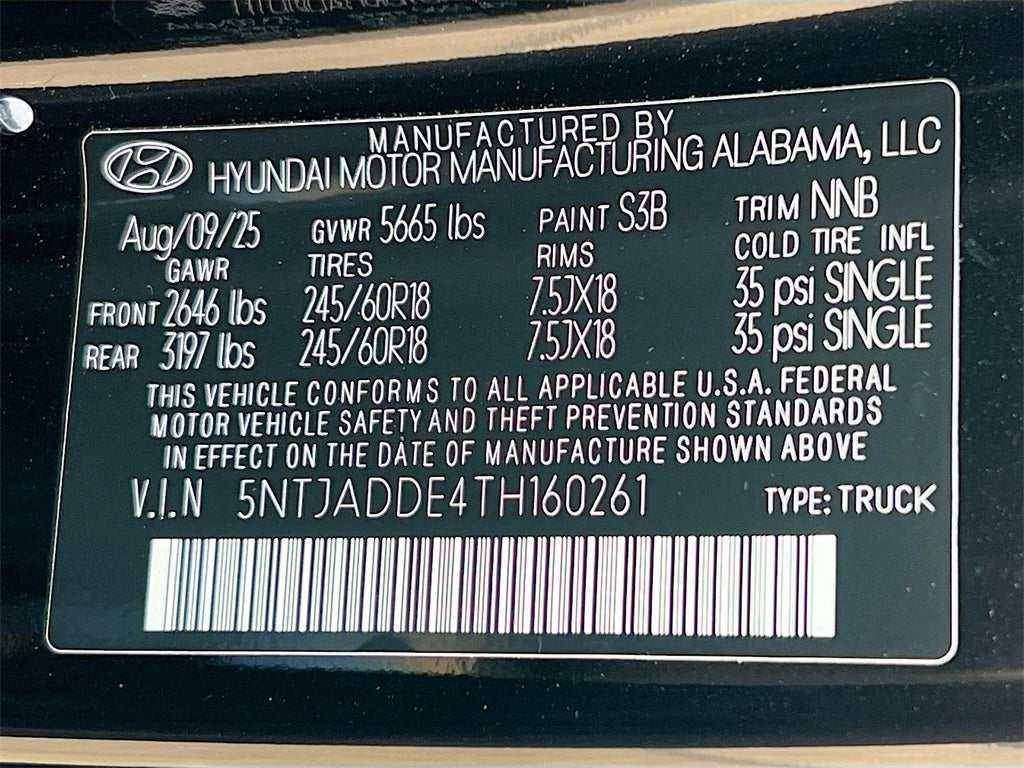 MANUFACTURED BY
HYUNDAI MOTOR MANUFACTURING ALABAMA, LLC
Aug/09/25 GVWR 5665 lbs PAINT S3B TRIM NNB
GAWR TIRES RIMS COLD TIRE INFL
FRONT 2646 lbs 245/60R18 7.5JX18 35 psi SINGLE
REAR 3197 lbs 245/60R18 7.5JX18 35 psi SINGLE
THIS VEHICLE CONFORMS TO ALL APPLICABLE U.S.A. FEDERAL
MOTOR VEHICLE SAFETY AND THEFT PREVENTION STANDARDS
IN EFFECT ON THE DATE OF MANUFACTURE SHOWN ABOVE
V.I.N 5NTJADDE4TH160261 TYPE: TRUCK